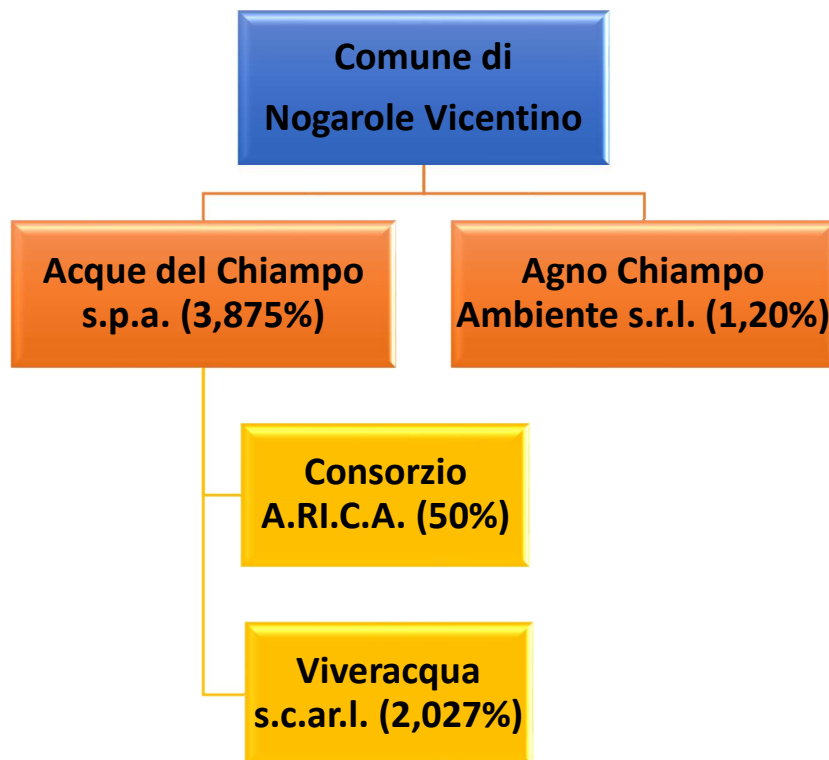 Comune di
Nogarole Vicentino
Acque del Chiampo
s.p.a. (3,875%)
Agno Chiampo
Ambiente s.r.l. (1,20%)
Consorzio
A.RI.C.A. (50%)
Viveracqua
s.c.ar.l. (2,027%)